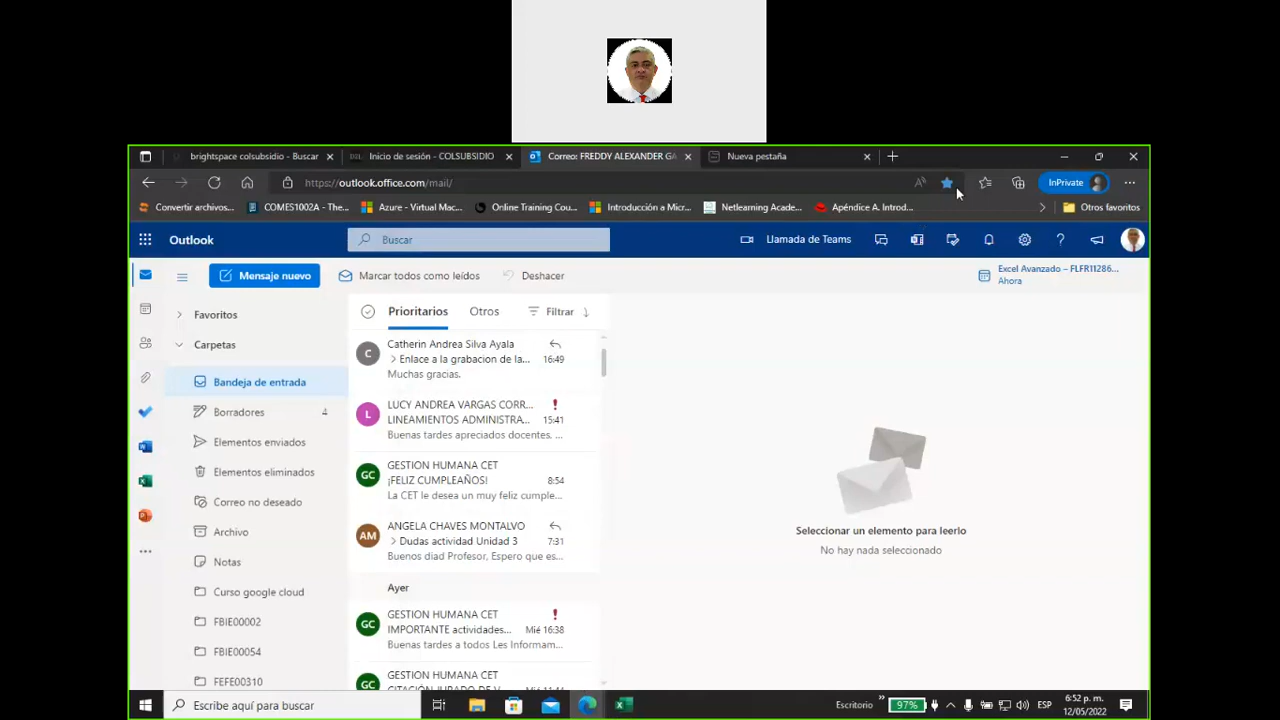 brightspace colsubsidio - Buscar
Inicio de sesión - COLSUBSIDIO
Correo: FREDDY ALEXANDER GA
Nueva pestaña
https://outlook.office.com/mail/
InPrivate
Convertir archivos...
COMES1002A - The...
Azure - Virtual Mac...
Online Training Cou...
Introducción a Micr...
Netlearning Acade...
Apéndice A. Introd...
Otros favoritos
Outlook
Buscar
Llamada de Teams
Mensaje nuevo
Marcar todos como leídos
Deshacer
Excel Avanzado – FLFR11286...
Ahora
Favoritos
Carpetas
Bandeja de entrada
Borradores 4
Elementos enviados
Elementos eliminados
Correo no deseado
Archivo
Notas
Curso google cloud
FBIE00002
FBIE00054
FEFE00310
Prioritarios
Otros
Filtrar
C
Catherin Andrea Silva Ayala
Enlace a la grabacion de la... 16:49
Muchas gracias.
L
LUCY ANDREA VARGAS CORR...
LINEAMIENTOS ADMINISTRA... 15:41
Buenas tardes apreciados docentes. ...
GC
GESTION HUMANA CET
¡FELIZ CUMPLEAÑOS! 8:54
La CET le desea un muy feliz cumple...
AM
ANGELA CHAVES MONTALVO
Dudas actividad Unidad 3 7:31
Buenos diad Profesor, Espero que es...
Ayer
GC
GESTION HUMANA CET
IMPORTANTE actividades... Mié 16:38
Buenas tardes a todos Les Informam...
GC
GESTION HUMANA CET
Seleccionar un elemento para leerlo
No hay nada seleccionado
Escribe aquí para buscar
Escritorio
97%
ESP
6:52 p. m.
12/05/2022